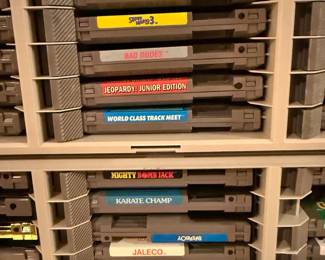 SUPER
MARIO BROS 3
BAD DUDES
JEOPARDY! JUNIOR EDITION
WORLD CLASS TRACK MEET
MIGHTY BOMB JACK
KARATE CHAMP
JALECO